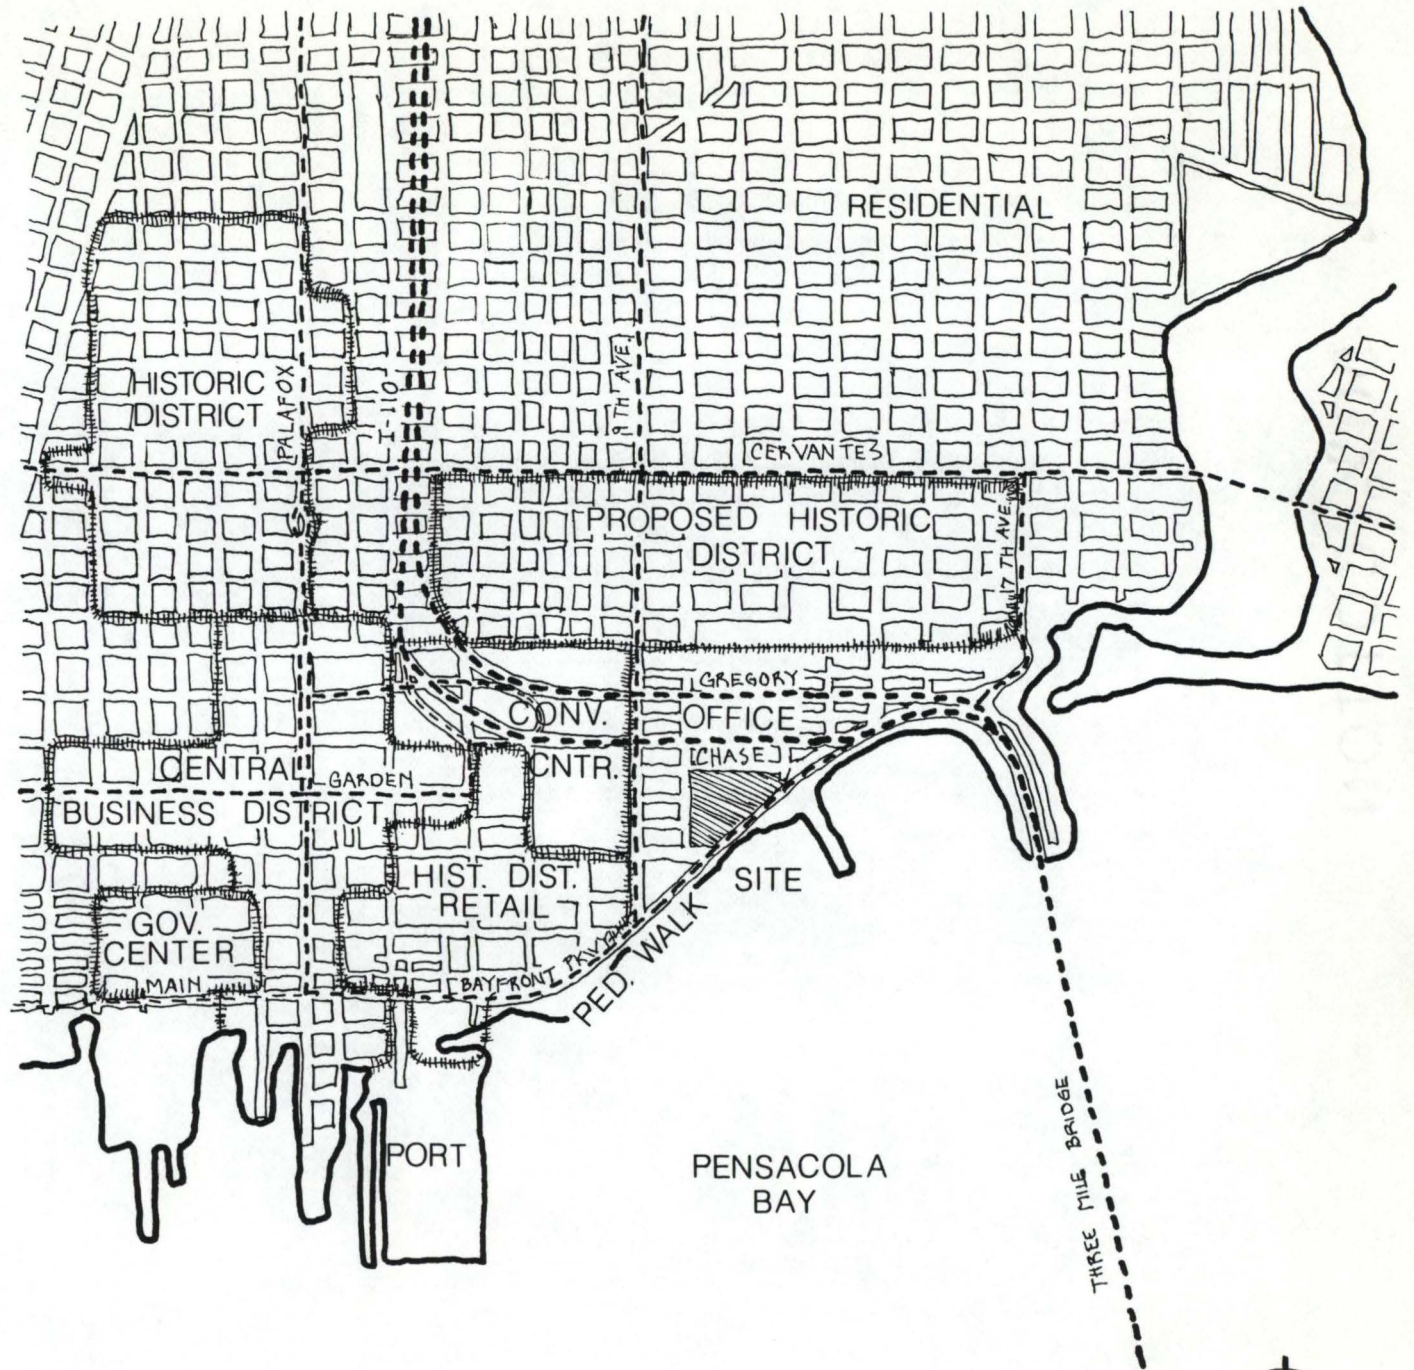 RESIDENTIAL
HISTORIC
DISTRICT
PALAFOX
I-110
9TH AVE.
CERVANTES
PROPOSED HISTORIC
DISTRICT
17TH AVE.
GREGORY
CONV.
OFFICE
CHASE
CNTR.
CENTRAL
GARDEN
BUSINESS DISTRICT
HIST. DIST.
RETAIL
SITE
GOV.
CENTER
MAIN
BAYFRONT PKWY.
PED. WALK
PORT
PENSACOLA
BAY
THREE MILE BRIDGE